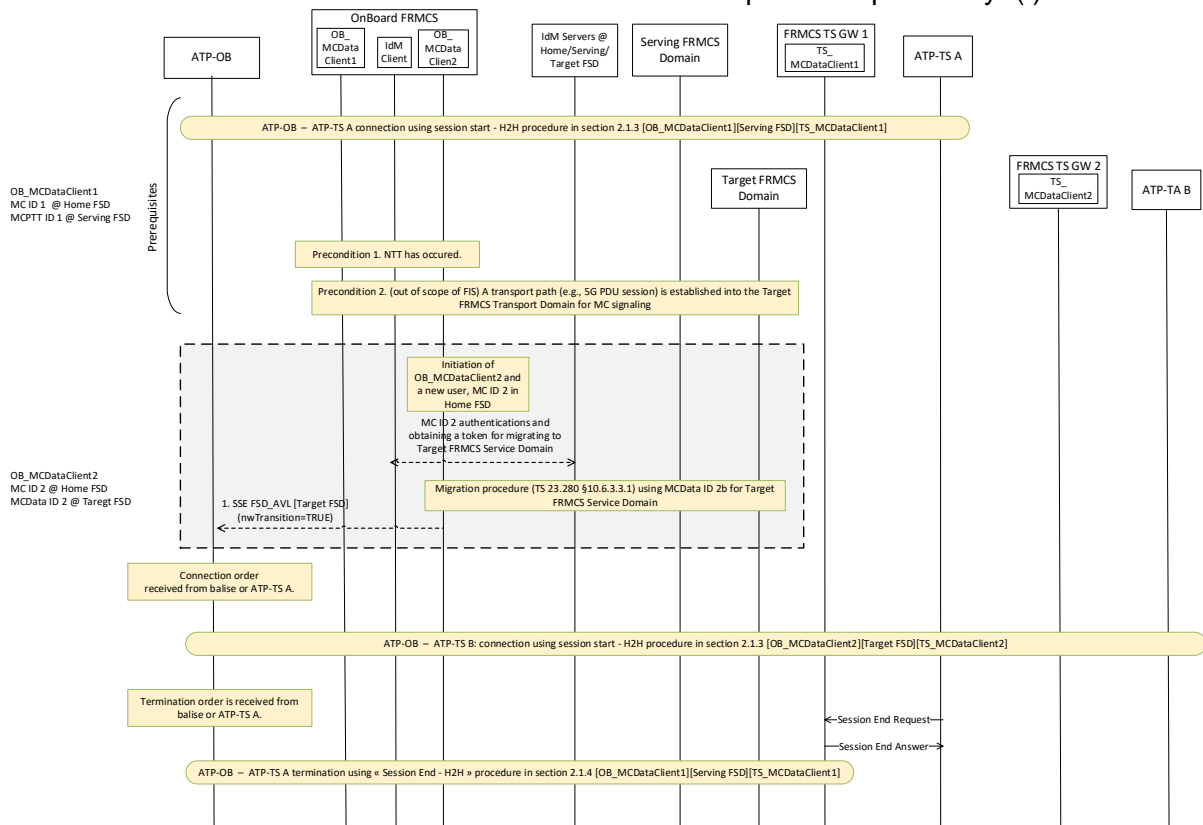 OnBoard FRMCS
OB_
MCData
Client1
IdM
Client
OB_
MCData
Clien2
ATP-OB
IdM Servers @
Home/Serving/
Target FSD
Serving FRMCS
Domain
FRMCS TS GW 1
TS_
MCDataClient1
ATP-TS A
ATP-OB – ATP-TS A connection using session start - H2H procedure in section 2.1.3 [OB_MCDataClient1][Serving FSD][TS_MCDataClient1]
OB_MCDataClient1
MC ID 1 @ Home FSD
MCPTT ID 1 @ Serving FSD
Prerequisites
Target FRMCS
Domain
FRMCS TS GW 2
TS_
MCDataClient2
ATP-TA B
Precondition 1. NTT has occured.
Precondition 2. (out of scope of FIS) A transport path (e.g., 5G PDU session) is established into the Target
FRMCS Transport Domain for MC signaling
Initiation of
OB_MCDataClient2 and
a new user, MC ID 2 in
Home FSD
MC ID 2 authentications and
obtaining a token for migrating to
Target FRMCS Service Domain
OB_MCDataClient2
MC ID 2 @ Home FSD
MCData ID 2 @ Taregt FSD
Migration procedure (TS 23.280 §10.6.3.3.1) using MCData ID 2b for Target
FRMCS Service Domain
1. SSE FSD_AVL [Target FSD]
(nwTransition=TRUE)
Connection order
received from balise or ATP-TS A.
ATP-OB – ATP-TS B: connection using session start - H2H procedure in section 2.1.3 [OB_MCDataClient2][Target FSD][TS_MCDataClient2]
Termination order is received from
balise or ATP-TS A.
Session End Request
Session End Answer
ATP-OB – ATP-TS A termination using « Session End - H2H » procedure in section 2.1.4 [OB_MCDataClient1][Serving FSD][TS_MCDataClient1]